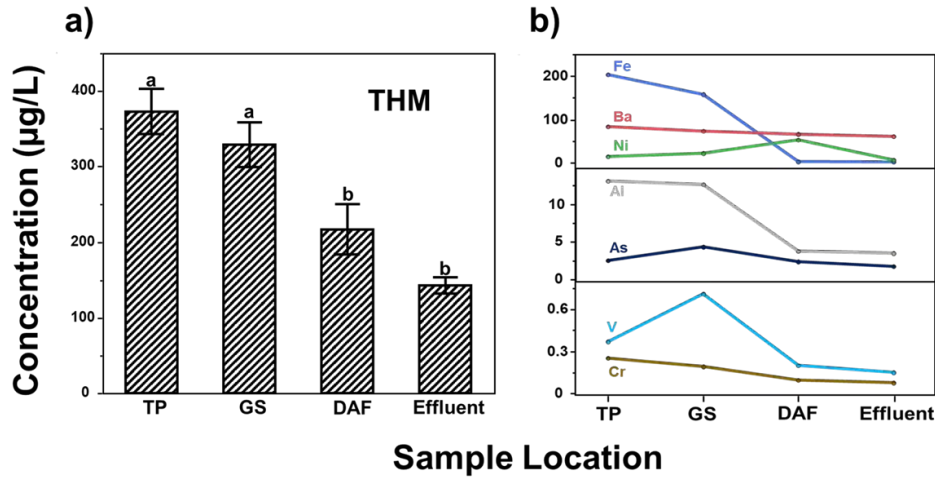 a)
Concentration (µg/L)
400
300
200
100
0
THM
a
a
b
b
TP GS DAF Effluent
b)
200
100
0
Fe
Ba
Ni
10
5
0
Al
As
0.6
0.3
0
V
Cr
TP GS DAF Effluent
Sample Location